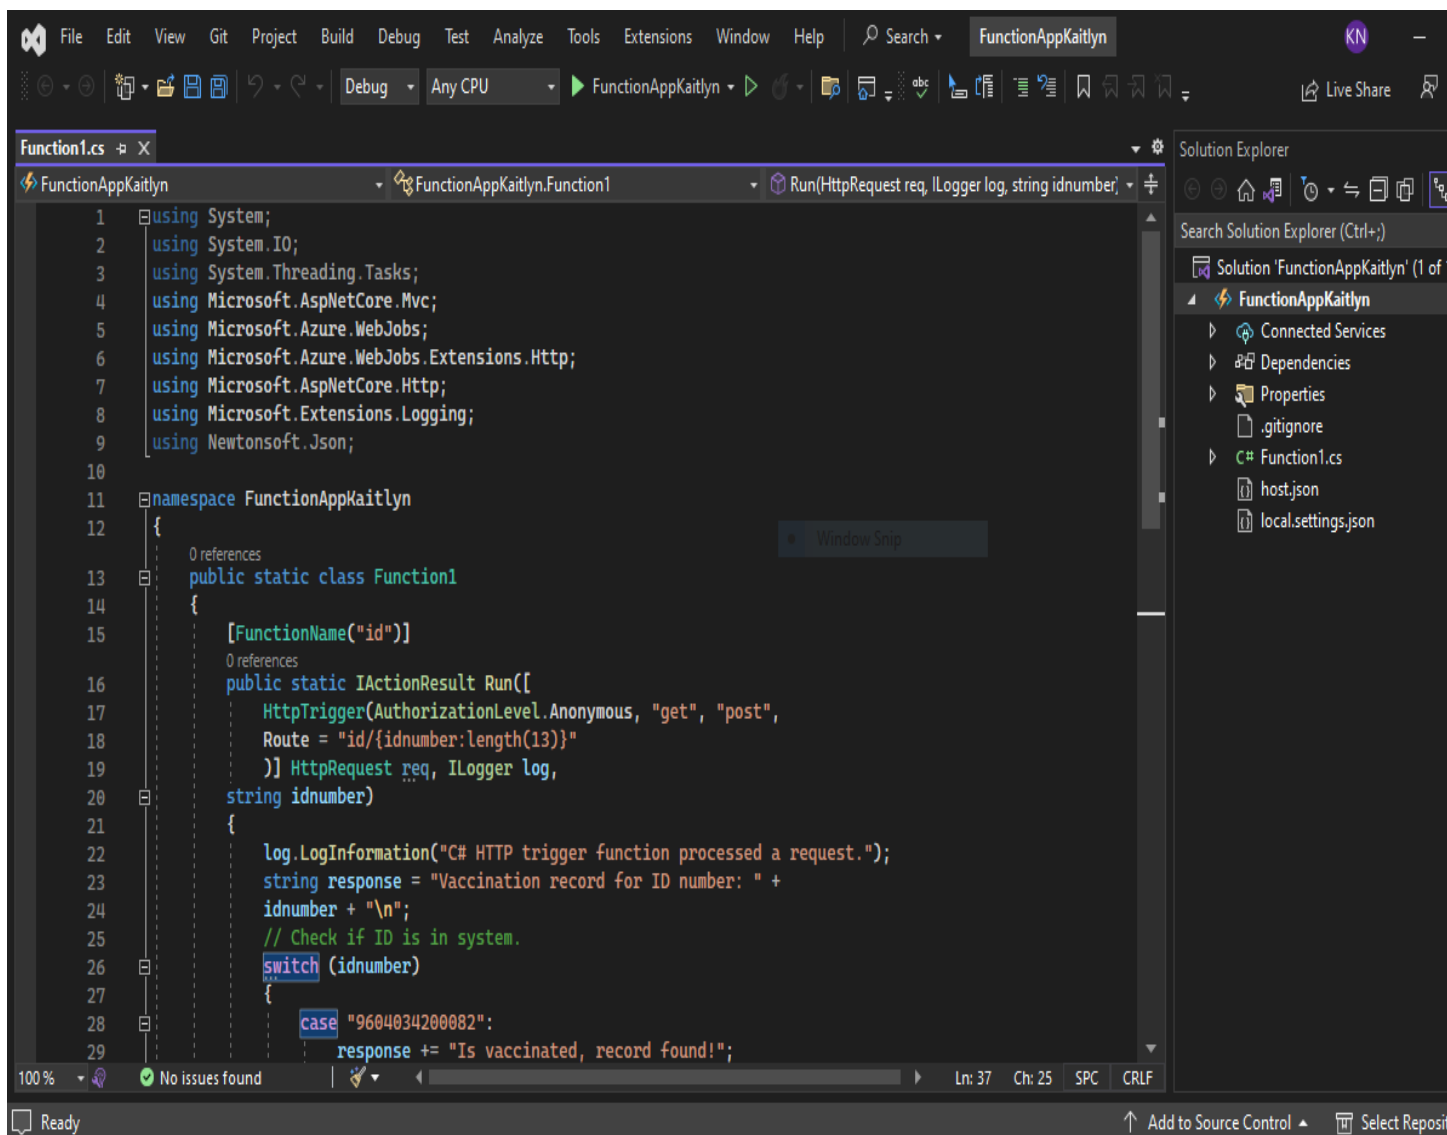 File Edit View Git Project Build Debug Test Analyze Tools Extensions Window Help Search FunctionAppKaitlyn KN
Debug Any CPU FunctionAppKaitlyn abc Live Share
Function1.cs
FunctionAppKaitlyn FunctionAppKaitlyn.Function1 Run(HttpRequest req, ILogger log, string idnumber)
1 using System;
2 using System.IO;
3 using System.Threading.Tasks;
4 using Microsoft.AspNetCore.Mvc;
5 using Microsoft.Azure.WebJobs;
6 using Microsoft.Azure.WebJobs.Extensions.Http;
7 using Microsoft.AspNetCore.Http;
8 using Microsoft.Extensions.Logging;
9 using Newtonsoft.Json;
10
11 namespace FunctionAppKaitlyn
12 {
0 references
13 public static class Function1
14 {
15 [FunctionName("id")]
0 references
16 public static IActionResult Run([
17 HttpTrigger(AuthorizationLevel.Anonymous, "get", "post",
18 Route = "id/{idnumber:length(13)}"
19 )] HttpRequest req, ILogger log,
20 string idnumber)
21 {
22 log.LogInformation("C# HTTP trigger function processed a request.");
23 string response = "Vaccination record for ID number: " +
24 idnumber + "\n";
25 // Check if ID is in system.
26 switch (idnumber)
27 {
28 case "9604034200082":
29 response += "Is vaccinated, record found!";
Window Snip
100 % No issues found Ln: 37 Ch: 25 SPC CRLF
Solution Explorer
Search Solution Explorer (Ctrl+;)
Solution 'FunctionAppKaitlyn' (1 of
FunctionAppKaitlyn
Connected Services
Dependencies
Properties
.gitignore
C# Function1.cs
host.json
local.settings.json
Ready Add to Source Control Select Reposi